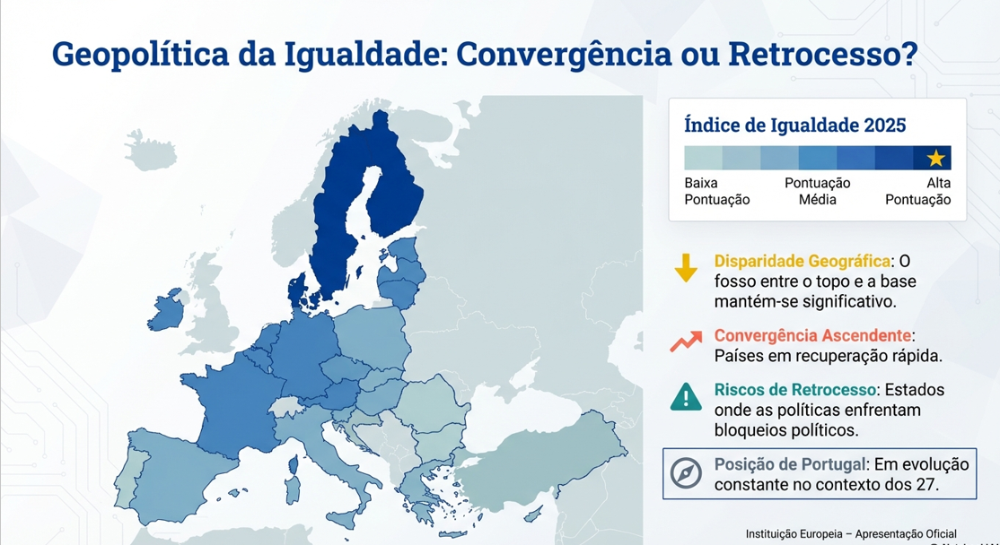 Geopolítica da Igualdade: Convergência ou Retrocesso?
Índice de Igualdade 2025
Baixa
Pontuação
Pontuação
Média
Alta
Pontuação
Disparidade Geográfica: O
fosso entre o topo e a base
mantém-se significativo.
Convergência Ascendente:
Países em recuperação rápida.
Riscos de Retrocesso: Estados
onde as políticas enfrentam
bloqueios políticos.
Posição de Portugal: Em evolução
constante no contexto dos 27.
Instituição Europeia – Apresentação Oficial